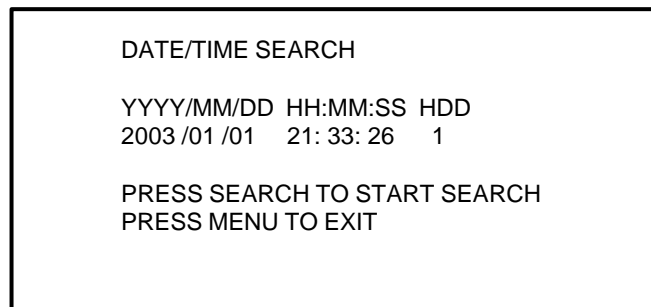 DATE/TIME SEARCH
YYYY/MM/DD HH:MM:SS HDD
2003 /01 /01 21: 33: 26 1
PRESS SEARCH TO START SEARCH
PRESS MENU TO EXIT